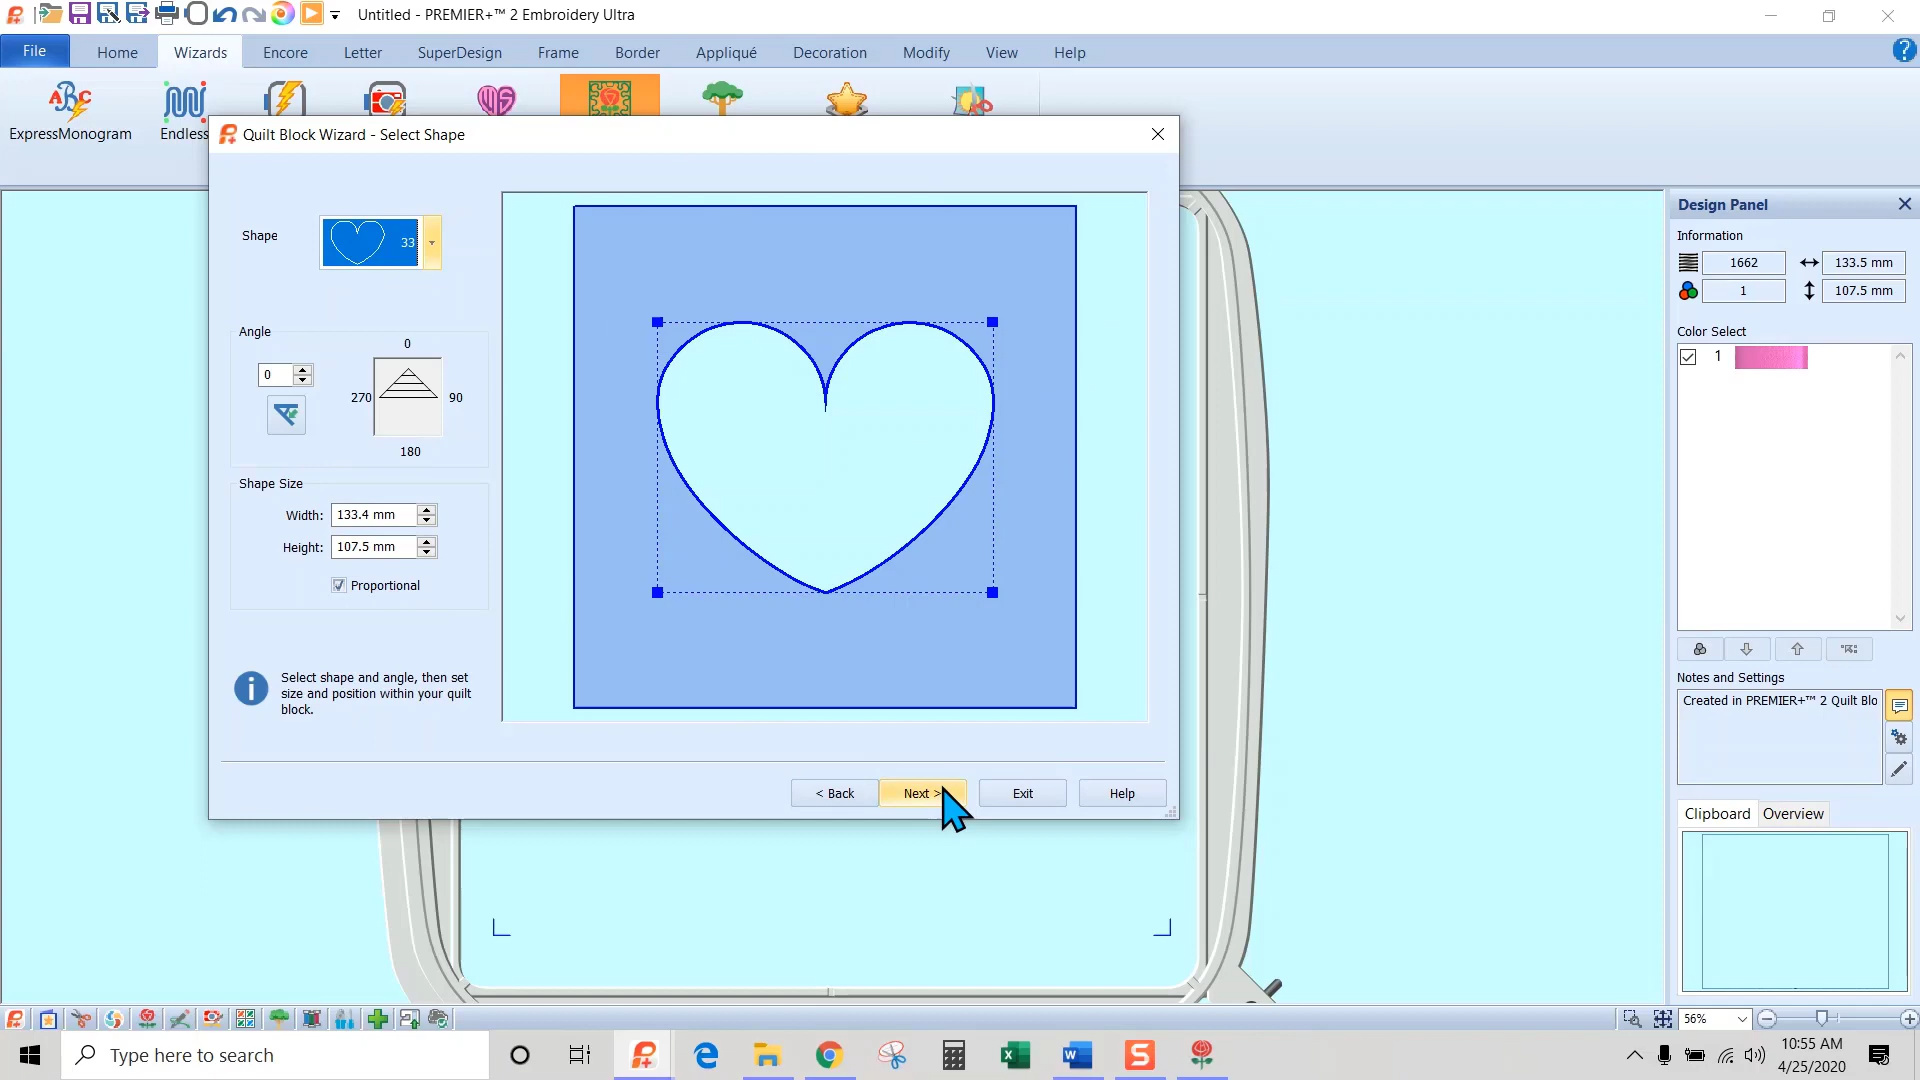 Untitled - PREMIER+™ 2 Embroidery Ultra
File Home Wizards Encore Letter SuperDesign Frame Border Appliqué Decoration Modify View Help
ExpressMonogram
Endless
Quilt Block Wizard - Select Shape
Shape
33
Angle
0
0
270
90
180
Shape Size
Width: 133.4 mm
Height: 107.5 mm
Proportional
Select shape and angle, then set
size and position within your quilt
block.
< Back
Next >
Exit
Help
Design Panel
Information
1662
133.5 mm
1
107.5 mm
Color Select
1
Notes and Settings
Created in PREMIER+™ 2 Quilt Blo
Clipboard
Overview
56%
Type here to search
10:55 AM
4/25/2020